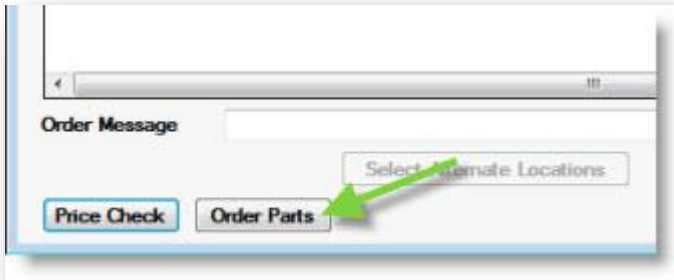 Order Message
Select Alternate Locations
Price Check Order Parts